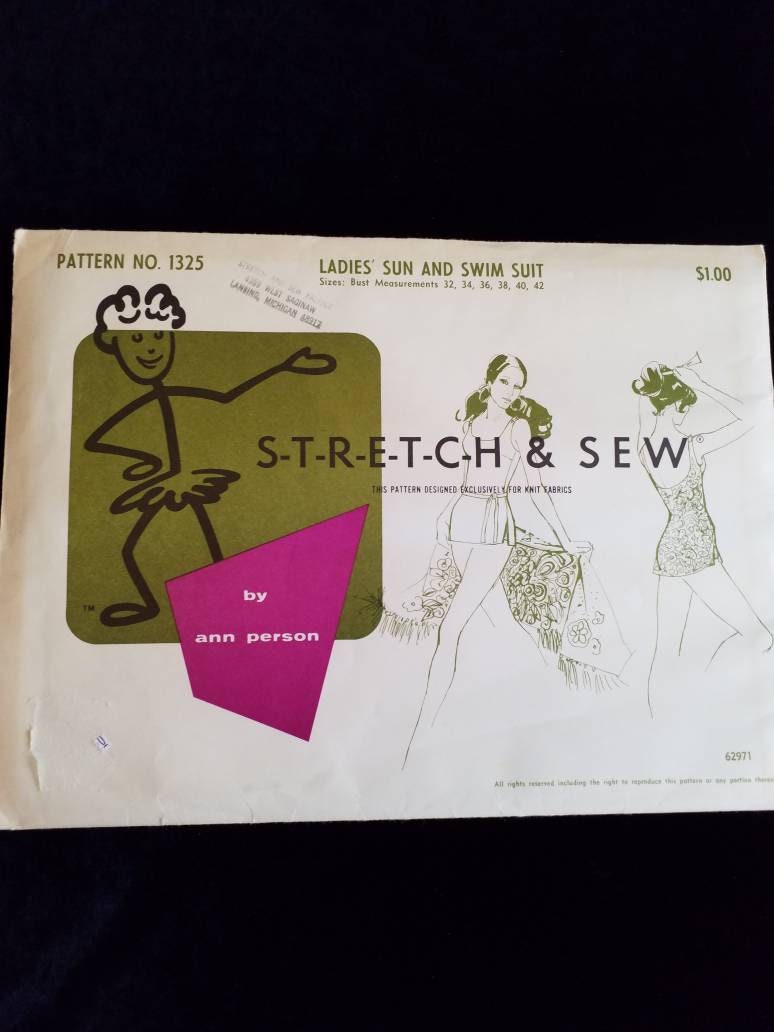 PATTERN NO. 1325
4369 WEST SAGINAW
LANSING, MICHIGAN 48917
LADIES' SUN AND SWIM SUIT
Sizes: Bust Measurements 32, 34, 36, 38, 40, 42
$1.00
S-T-R-E-T-C-H & SEW
THIS PATTERN DESIGNED EXCLUSIVELY FOR KNIT FABRICS
by
ann person
TM
62971
All rights reserved including the right to reproduce this pattern or any portion